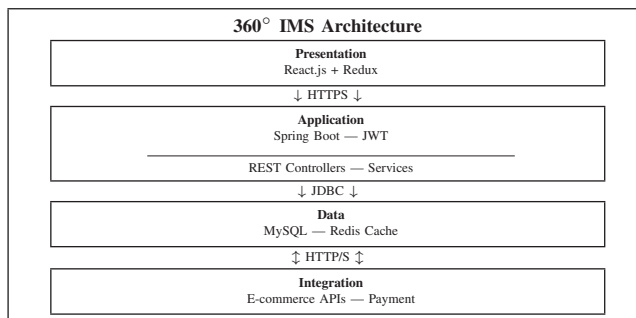 360° IMS Architecture
Presentation
React.js + Redux
↓ HTTPS ↓
Application
Spring Boot — JWT
REST Controllers — Services
↓ JDBC ↓
Data
MySQL — Redis Cache
↕ HTTP/S ↕
Integration
E-commerce APIs — Payment